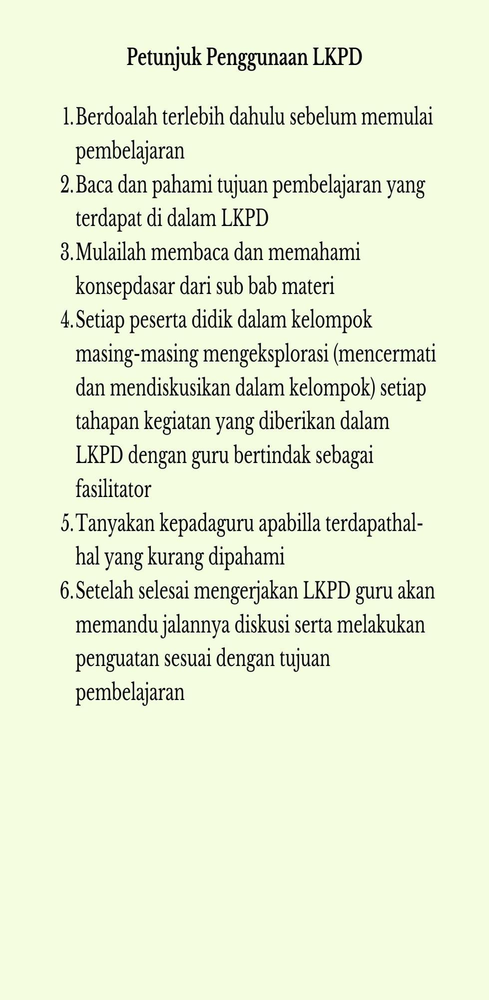 Petunjuk Penggunaan LKPD
1. Berdoalah terlebih dahulu sebelum memulai
pembelajaran
2. Baca dan pahami tujuan pembelajaran yang
terdapat di dalam LKPD
3. Mulailah membaca dan memahami
konsepdasar dari sub bab materi
4. Setiap peserta didik dalam kelompok
masing-masing mengeksplorasi (mencermati
dan mendiskusikan dalam kelompok) setiap
tahapan kegiatan yang diberikan dalam
LKPD dengan guru bertindak sebagai
fasilitator
5. Tanyakan kepadaguru apabilla terdapathal-
hal yang kurang dipahami
6. Setelah selesai mengerjakan LKPD guru akan
memandu jalannya diskusi serta melakukan
penguatan sesuai dengan tujuan
pembelajaran